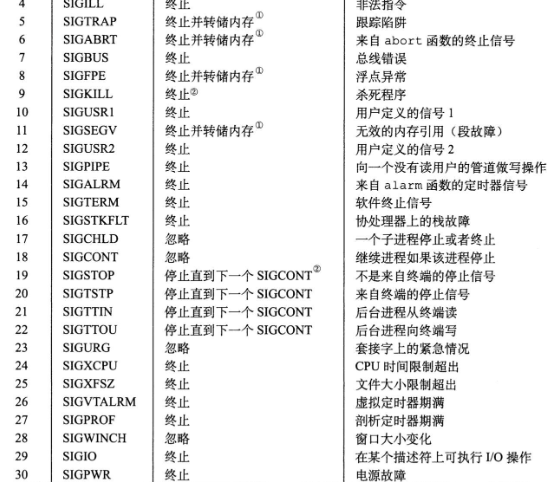 4 SIGILL 终止 非法指令
5 SIGTRAP 终止并转储内存① 跟踪陷阱
6 SIGABRT 终止并转储内存① 来自 abort 函数的终止信号
7 SIGBUS 终止 总线错误
8 SIGFPE 终止并转储内存① 浮点异常
9 SIGKILL 终止② 杀死程序
10 SIGUSR1 终止 用户定义的信号 1
11 SIGSEGV 终止并转储内存① 无效的内存引用（段故障）
12 SIGUSR2 终止 用户定义的信号 2
13 SIGPIPE 终止 向一个没有读用户的管道做写操作
14 SIGALRM 终止 来自 alarm 函数的定时器信号
15 SIGTERM 终止 软件终止信号
16 SIGSTKFLT 终止 协处理器上的栈故障
17 SIGCHLD 忽略 一个子进程停止或者终止
18 SIGCONT 忽略 继续进程如果该进程停止
19 SIGSTOP 停止直到下一个 SIGCONT② 不是来自终端的停止信号
20 SIGTSTP 停止直到下一个 SIGCONT 来自终端的停止信号
21 SIGTTIN 停止直到下一个 SIGCONT 后台进程从终端读
22 SIGTTOU 停止直到下一个 SIGCONT 后台进程向终端写
23 SIGURG 忽略 套接字上的紧急情况
24 SIGXCPU 终止 CPU 时间限制超出
25 SIGXFSZ 终止 文件大小限制超出
26 SIGVTALRM 终止 虚拟定时器期满
27 SIGPROF 终止 剖析定时器期满
28 SIGWINCH 忽略 窗口大小变化
29 SIGIO 终止 在某个描述符上可执行 I/O 操作
30 SIGPWR 终止 电源故障